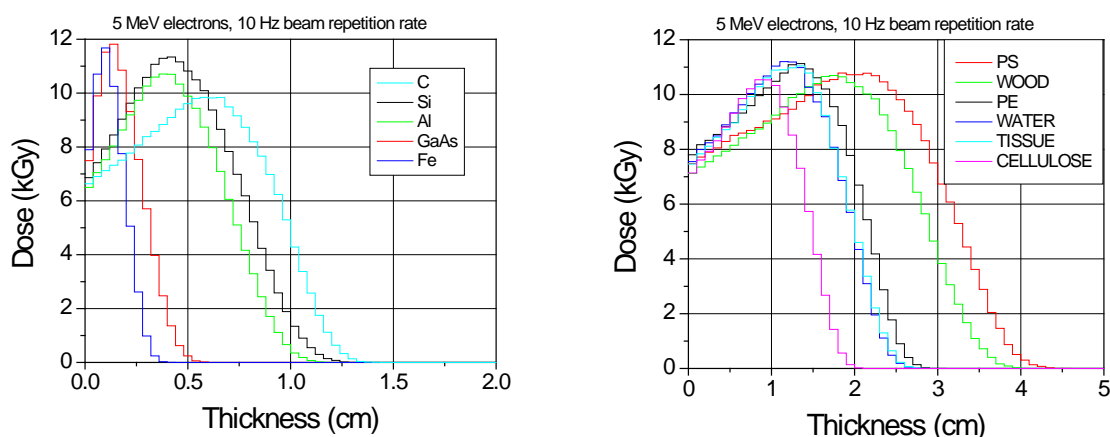 5 MeV electrons, 10 Hz beam repetition rate
12
10
8
6
4
2
0
Dose (kGy)
C
Si
Al
GaAs
Fe
0.0 0.5 1.0 1.5 2.0
Thickness (cm)
5 MeV electrons, 10 Hz beam repetition rate
12
10
8
6
4
2
0
Dose (kGy)
PS
WOOD
PE
WATER
TISSUE
CELLULOSE
0 1 2 3 4 5
Thickness (cm)